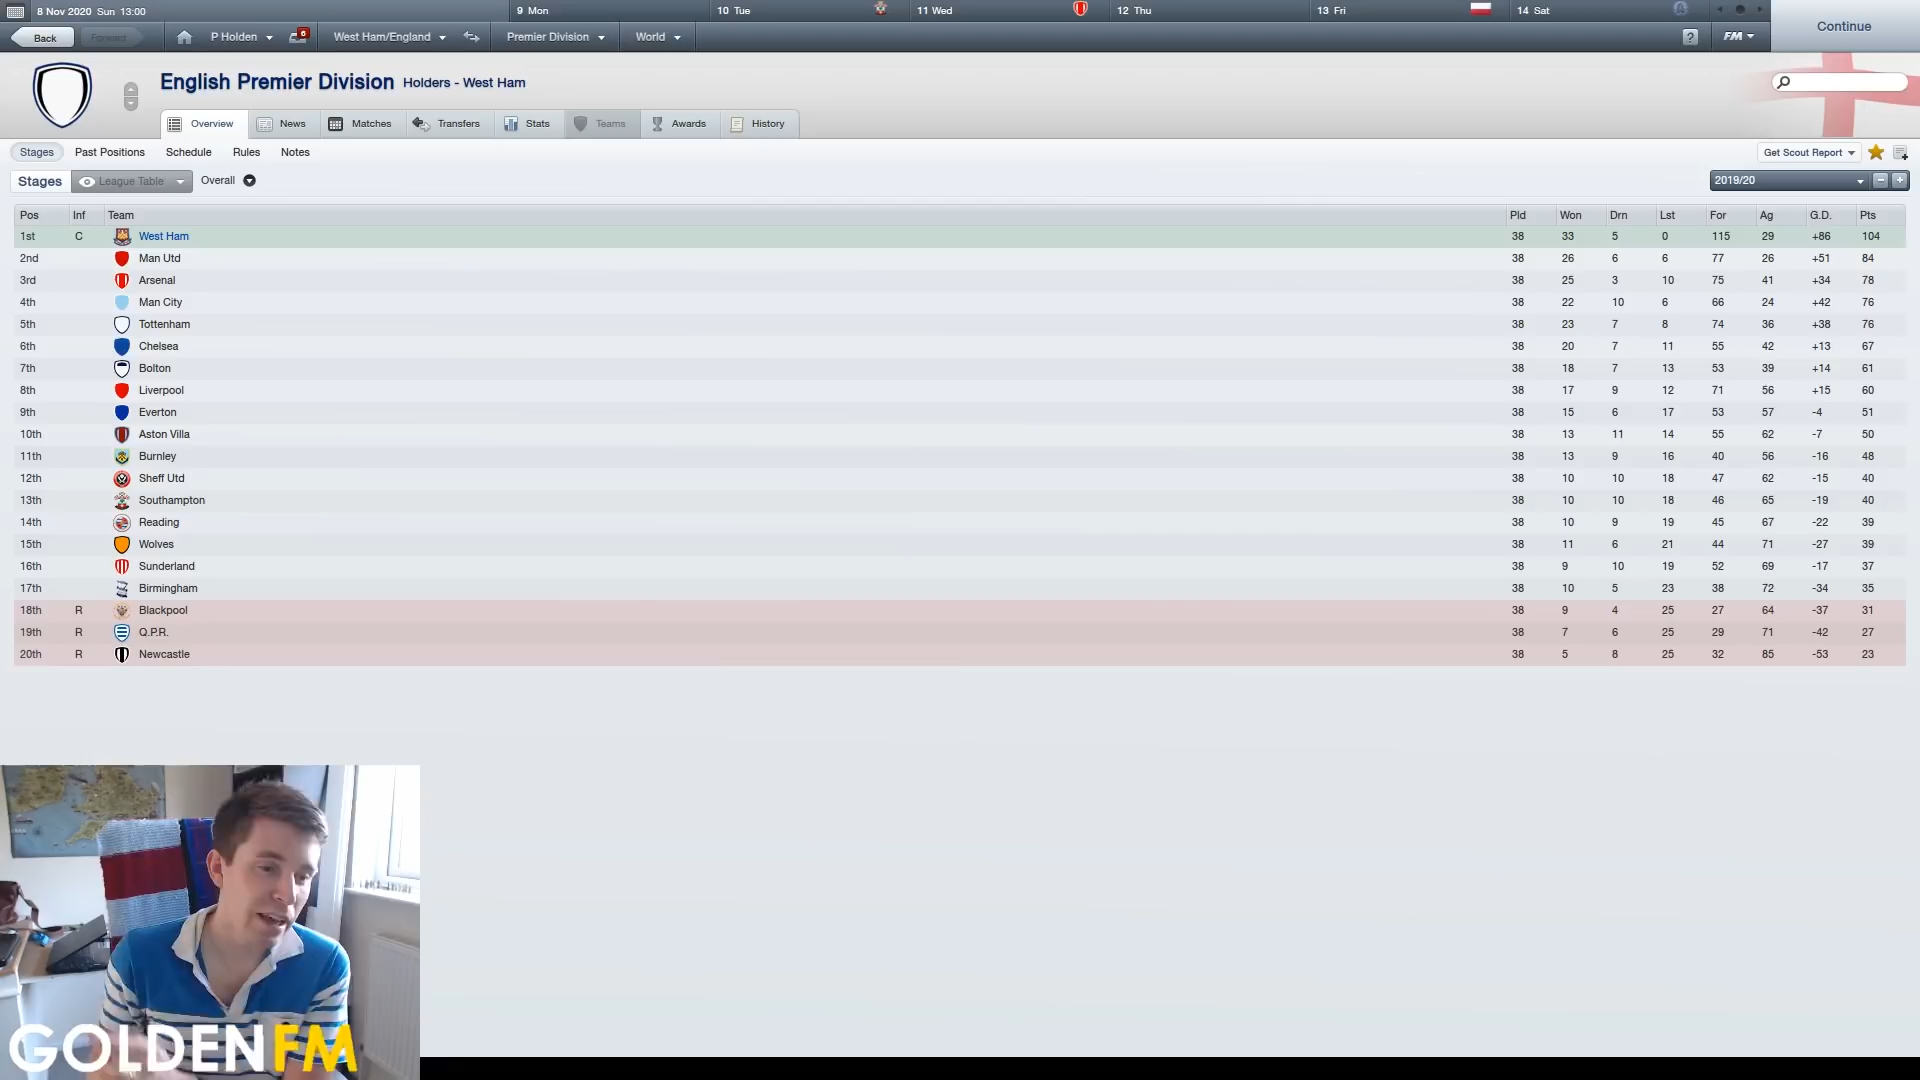 8 Nov 2020 Sun 13:00 9 Mon 10 Tue 11 Wed 12 Thu 13 Fri 14 Sat Continue
Back Forward P Holden 6 West Ham/England Premier Division World ? FM
English Premier Division Holders - West Ham
Overview News Matches Transfers Stats Teams Awards History
Stages Past Positions Schedule Rules Notes Get Scout Report
Stages League Table Overall 2019/20
Pos Inf Team Pld Won Drn Lst For Ag G.D. Pts
1st C West Ham 38 33 5 0 115 29 +86 104
2nd Man Utd 38 26 6 6 77 26 +51 84
3rd Arsenal 38 25 3 10 75 41 +34 78
4th Man City 38 22 10 6 66 24 +42 76
5th Tottenham 38 23 7 8 74 36 +38 76
6th Chelsea 38 20 7 11 55 42 +13 67
7th Bolton 38 18 7 13 53 39 +14 61
8th Liverpool 38 17 9 12 71 56 +15 60
9th Everton 38 15 6 17 53 57 -4 51
10th Aston Villa 38 13 11 14 55 62 -7 50
11th Burnley 38 13 9 16 40 56 -16 48
12th Sheff Utd 38 10 10 18 47 62 -15 40
13th Southampton 38 10 10 18 46 65 -19 40
14th Reading 38 10 9 19 45 67 -22 39
15th Wolves 38 11 6 21 44 71 -27 39
16th Sunderland 38 9 10 19 52 69 -17 37
17th Birmingham 38 10 5 23 38 72 -34 35
18th R Blackpool 38 9 4 25 27 64 -37 31
19th R Q.P.R. 38 7 6 25 29 71 -42 27
20th R Newcastle 38 5 8 25 32 85 -53 23
GOLDENFM